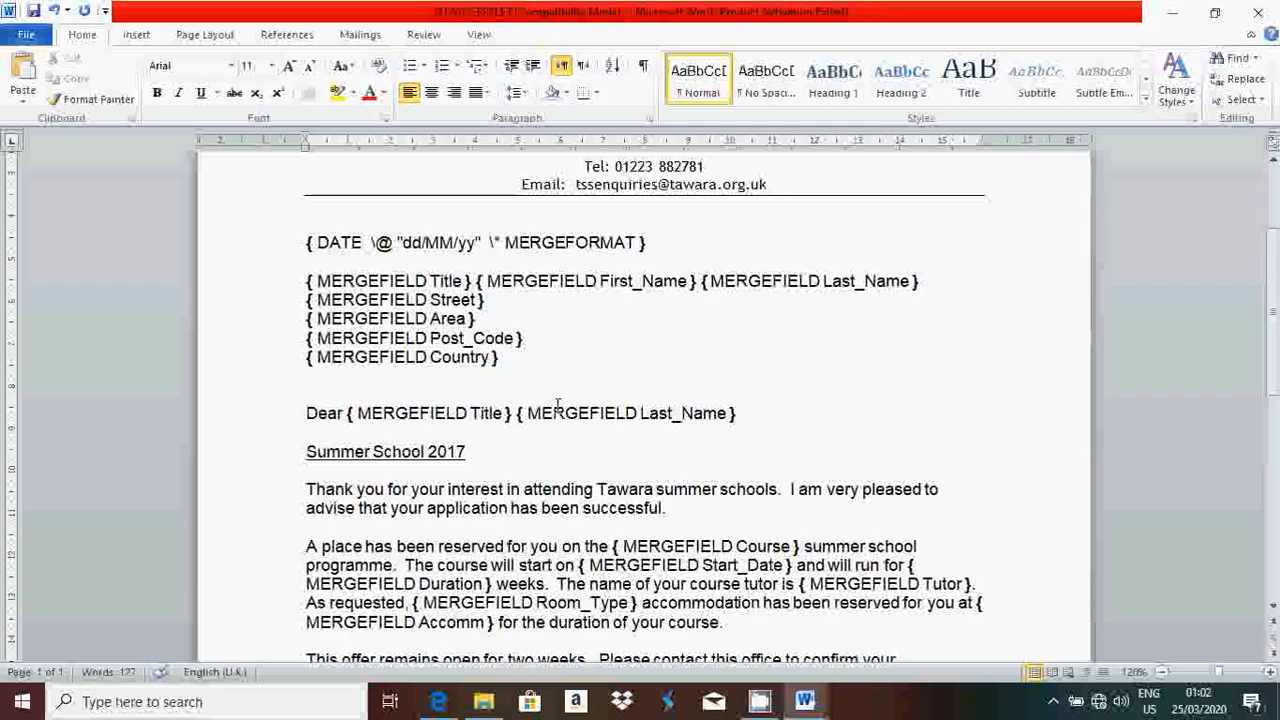 File Home Insert Page Layout References Mailings Review View
Arial 11
Cut
Copy
Paste
Format Painter
AaBbCcI AaBbCcI AaBbC AaBbCc AaB AaBbCc AaBbCcD
¶ Normal ¶ No Spaci... Heading 1 Heading 2 Title Subtitle Subtle Em...
Change Styles
Find
Replace
Select
Clipboard Font Paragraph Styles Editing
Tel: 01223 882781
Email: tssenquiries@tawara.org.uk
{ DATE \@ "dd/MM/yy" \* MERGEFORMAT }
{ MERGEFIELD Title } { MERGEFIELD First_Name } { MERGEFIELD Last_Name }
{ MERGEFIELD Street }
{ MERGEFIELD Area }
{ MERGEFIELD Post_Code }
{ MERGEFIELD Country }
Dear { MERGEFIELD Title } { MERGEFIELD Last_Name }
Summer School 2017
Thank you for your interest in attending Tawara summer schools. I am very pleased to
advise that your application has been successful.
A place has been reserved for you on the { MERGEFIELD Course } summer school
programme. The course will start on { MERGEFIELD Start_Date } and will run for {
MERGEFIELD Duration } weeks. The name of your course tutor is { MERGEFIELD Tutor }.
As requested, { MERGEFIELD Room_Type } accommodation has been reserved for you at {
MERGEFIELD Accomm } for the duration of your course.
This offer remains open for two weeks. Please contact this office to confirm your
Page: 1 of 1 Words: 127 English (U.K.) 120%
Type here to search
ENG
US
01:02
25/03/2020